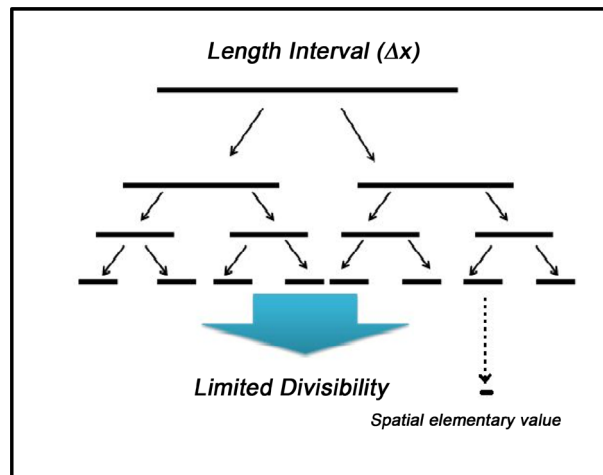 Length Interval (Δx)
Limited Divisibility
Spatial elementary value